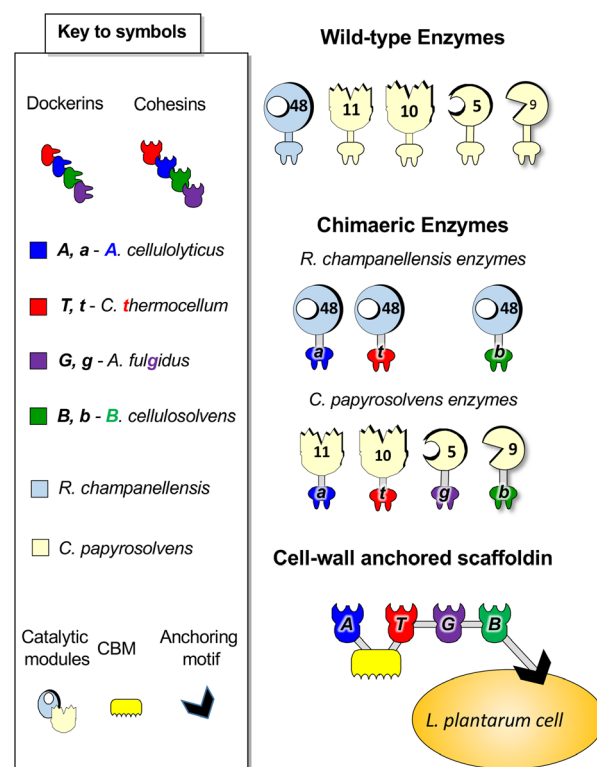 Key to symbols
Dockerins Cohesins
A, a - A. cellulolyticus
T, t - C. thermocellum
G, g - A. fulgidus
B, b - B. cellulosolvens
R. champanellensis
C. papyrosolvens
Catalytic modules
CBM
Anchoring motif
Wild-type Enzymes
48 11 10 5 9
Chimaeric Enzymes
R. champanellensis enzymes
48 48 48
a t b
C. papyrosolvens enzymes
11 10 5 9
a t g b
Cell-wall anchored scaffoldin
A T G B
L. plantarum cell